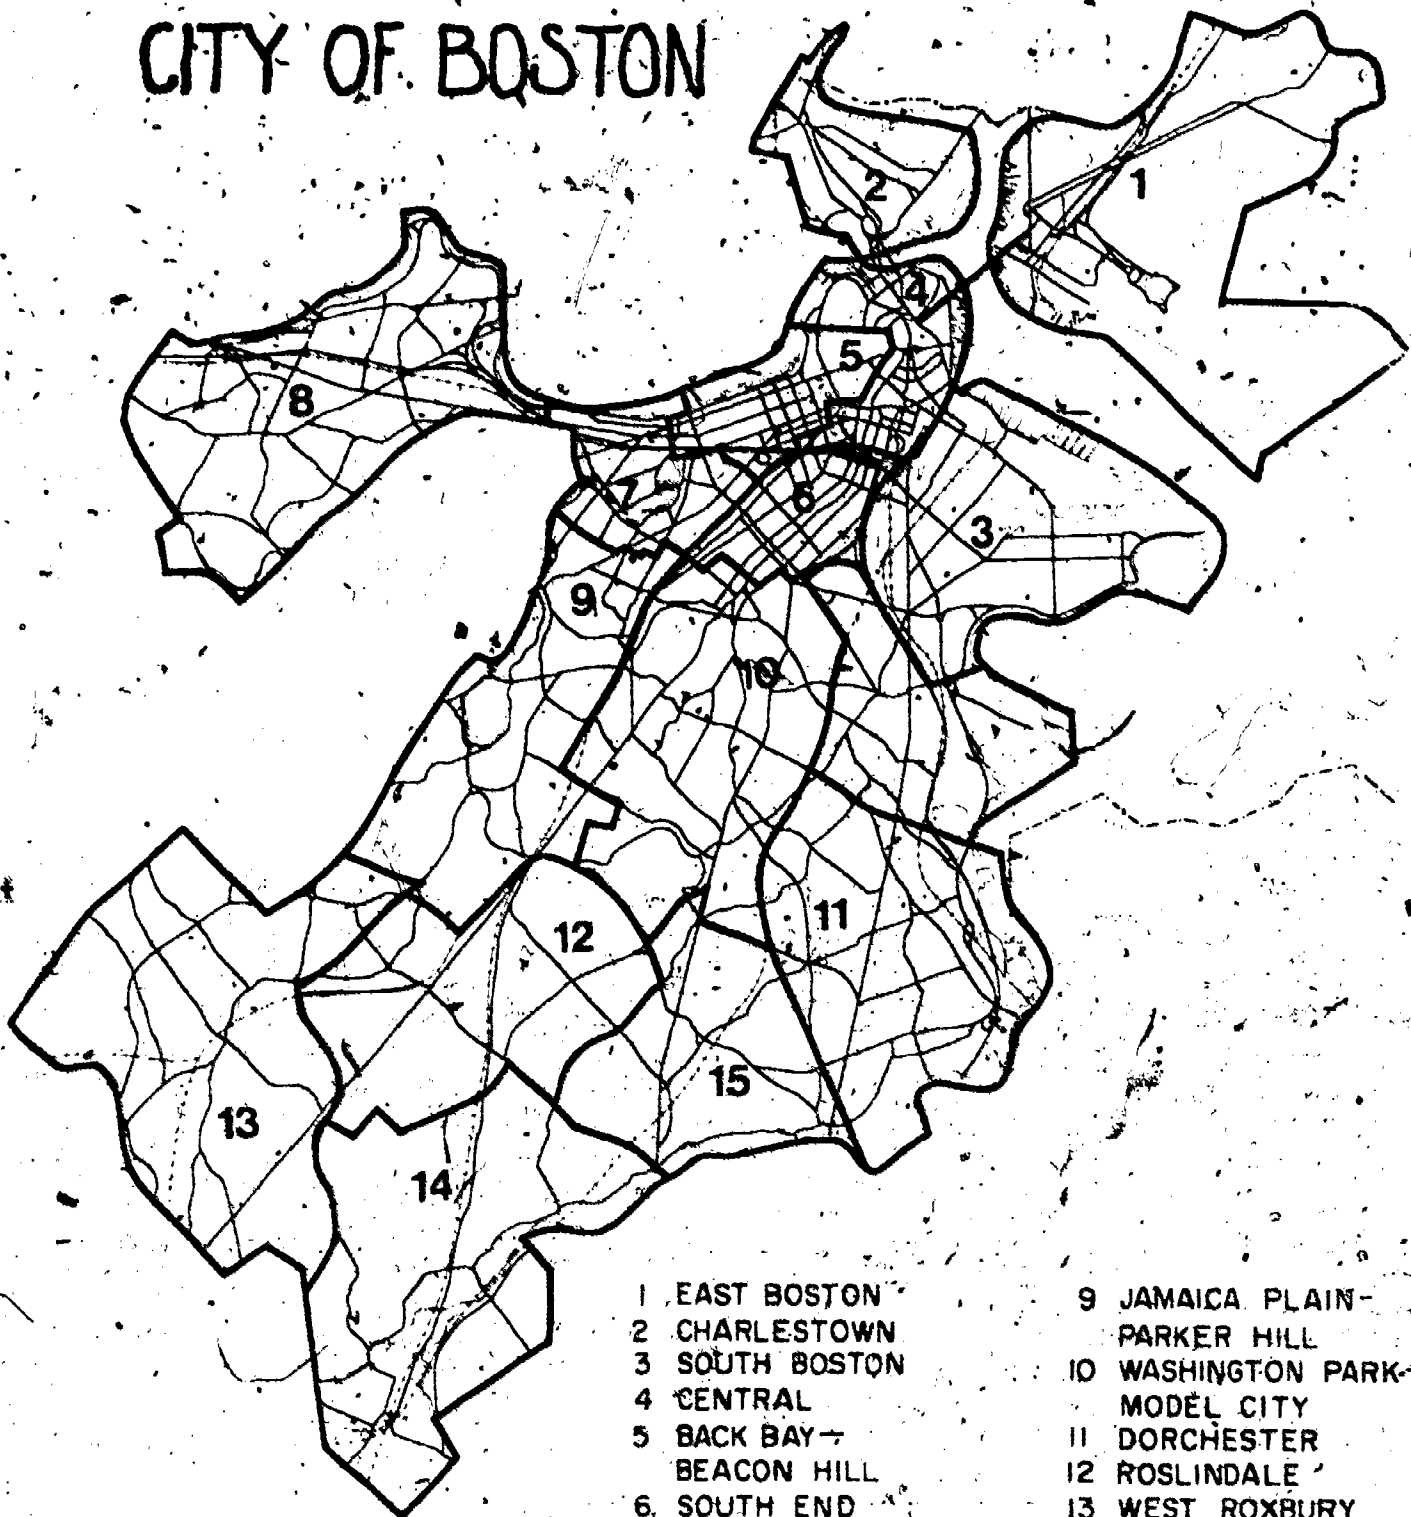 CITY OF BOSTON
1
2
4
5
8
7
6
3
9
10
11
12
15
13
14
1 EAST BOSTON
2 CHARLESTOWN
3 SOUTH BOSTON
4 CENTRAL
5 BACK BAY-
BEACON HILL
6. SOUTH END
9 JAMAICA PLAIN-
PARKER HILL
10 WASHINGTON PARK-
MODEL CITY
11 DORCHESTER
12 ROSLINDALE
13 WEST ROXBURY